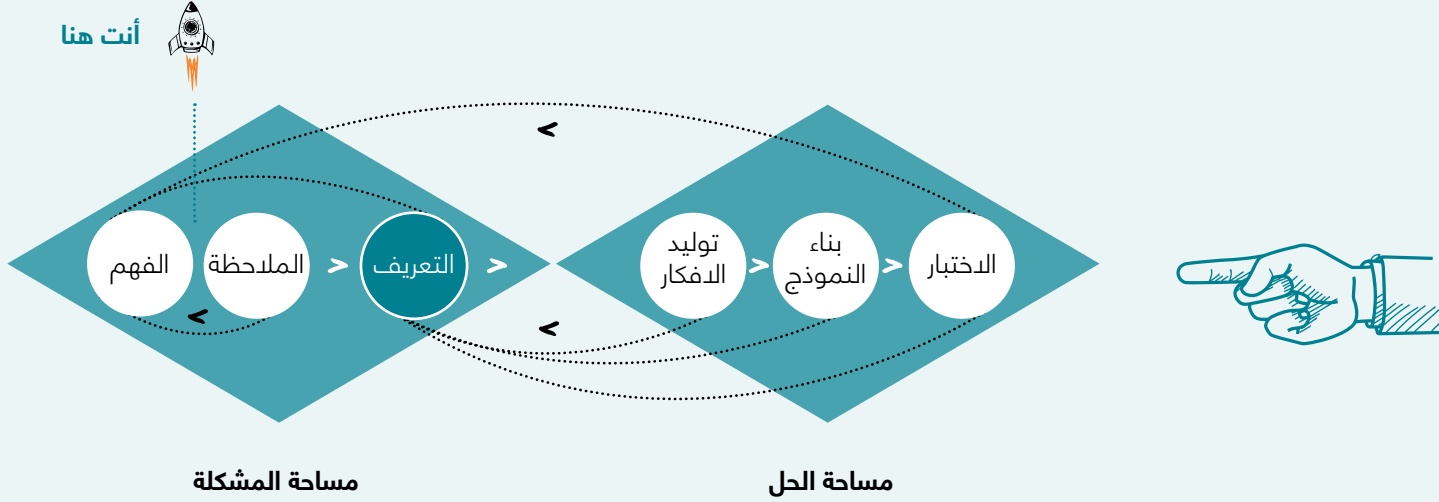 أنت هنا
الفهم
الملاحظة
>
التعريف
>
توليد
الافكار
>
بناء
النموذج
>
الاختبار
مساحة المشكلة
مساحة الحل